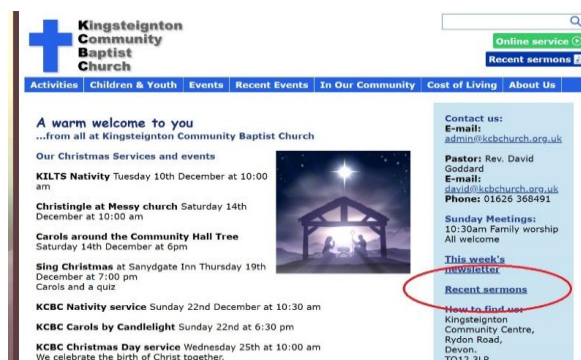 Kingsteignton
Community
Baptist
Church
Online service
Recent sermons
Activities Children & Youth Events Recent Events In Our Community Cost of Living About Us
A warm welcome to you
...from all at Kingsteignton Community Baptist Church
Our Christmas Services and events
KILTS Nativity Tuesday 10th December at 10:00
am
Christingle at Messy church Saturday 14th
December at 10:00 am
Carols around the Community Hall Tree
Saturday 14th December at 6pm
Sing Christmas at Sanydgate Inn Thursday 19th
December at 7:00 pm
Carols and a quiz
KCBC Nativity service Sunday 22nd December at 10:30 am
KCBC Carols by Candlelight Sunday 22nd at 6:30 pm
KCBC Christmas Day service Wednesday 25th at 10:00 am
We celebrate the birth of Christ together.
Contact us:
E-mail:
admin@kcbchurch.org.uk
Pastor: Rev. David
Goddard
E-mail:
david@kcbchurch.org.uk
Phone: 01626 368491
Sunday Meetings:
10:30am Family worship
All welcome
This week's
newsletter
Recent sermons
How to find us:
Kingsteignton
Community Centre,
Rydon Road,
Devon.
TQ12 3LP